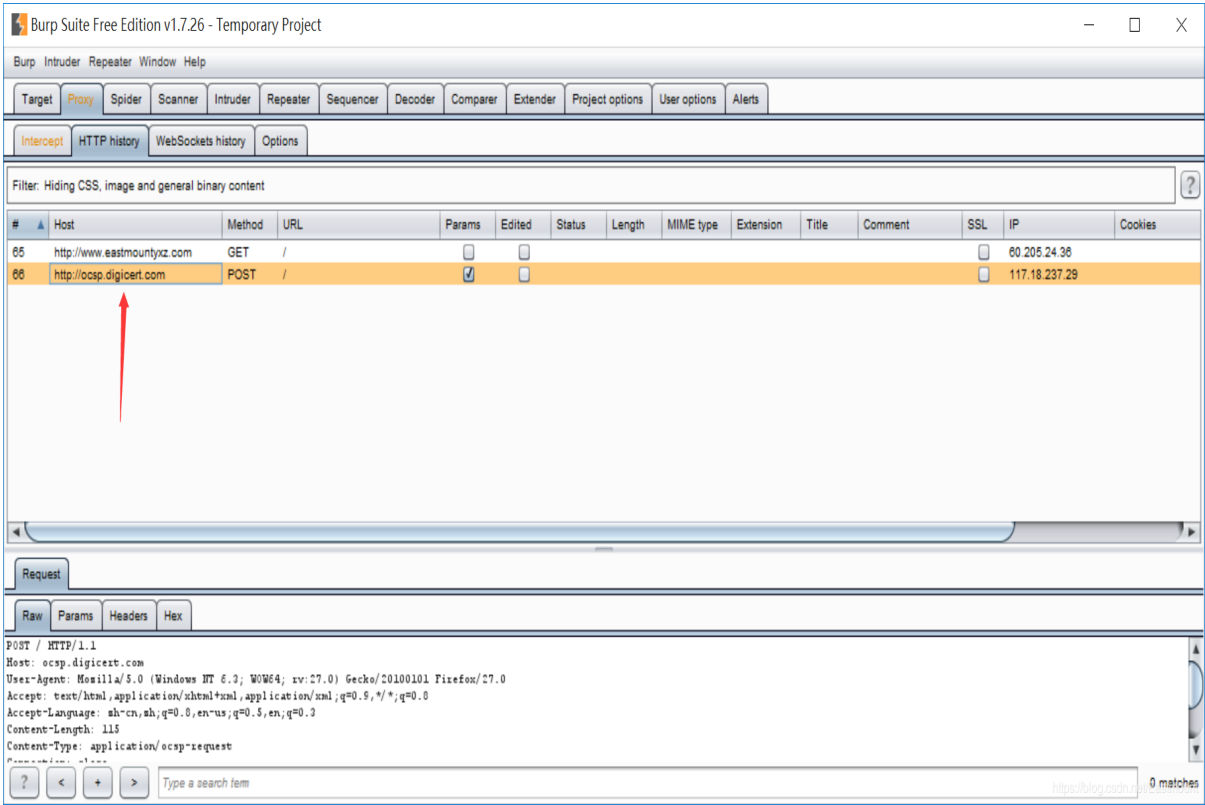 Burp Suite Free Edition v1.7.26 - Temporary Project
Burp Intruder Repeater Window Help
Target Proxy Spider Scanner Intruder Repeater Sequencer Decoder Comparer Extender Project options User options Alerts
Intercept HTTP history WebSockets history Options
Filter: Hiding CSS, image and general binary content ?
# Host Method URL Params Edited Status Length MIME type Extension Title Comment SSL IP Cookies
65 http://www.eastmountyxz.com GET / 60.205.24.36
66 http://ocsp.digicert.com POST / 117.18.237.29
Request
Raw Params Headers Hex
POST / HTTP/1.1
Host: ocsp.digicert.com
User-Agent: Mozilla/5.0 (Windows NT 6.3; WOW64; rv:27.0) Gecko/20100101 Firefox/27.0
Accept: text/html,application/xhtml+xml,application/xml;q=0.9,*/*;q=0.8
Accept-Language: zh-cn,zh;q=0.8,en-us;q=0.5,en;q=0.3
Content-Length: 115
Content-Type: application/ocsp-request
? < + > Type a search term 0 matches